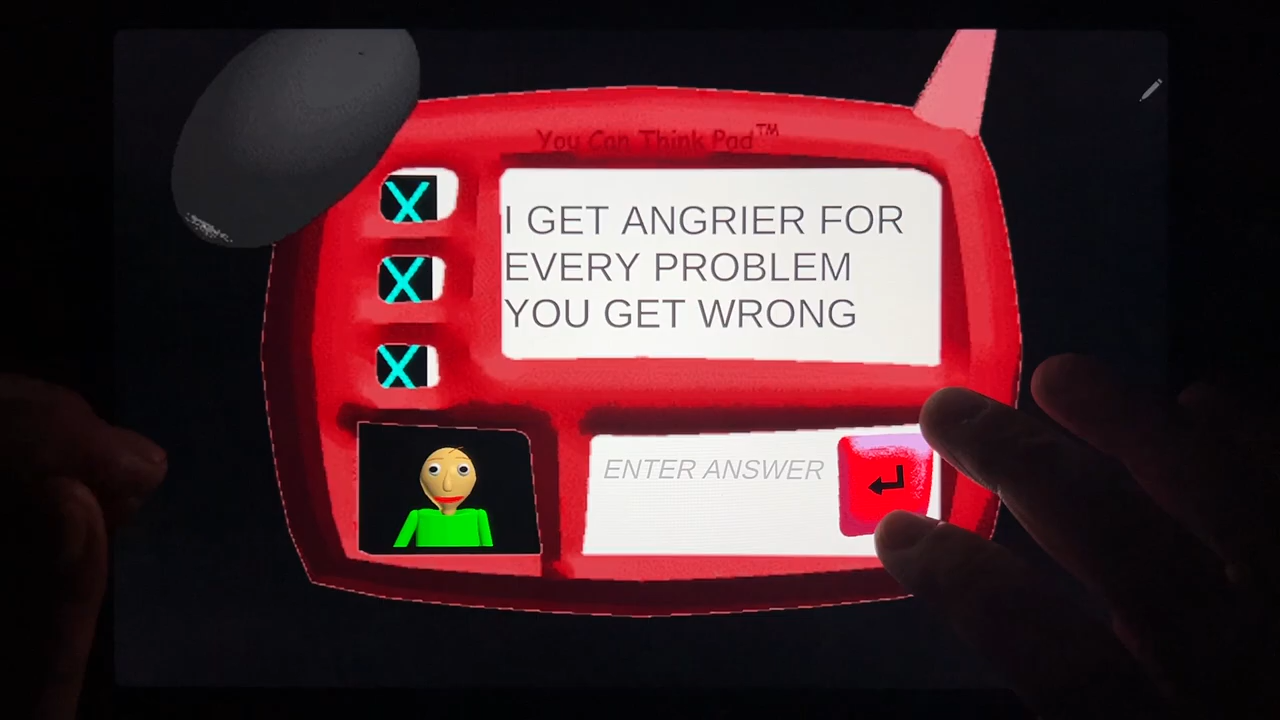 You Can Think Pad™
X
X
X
I GET ANGRIER FOR
EVERY PROBLEM
YOU GET WRONG
ENTER ANSWER